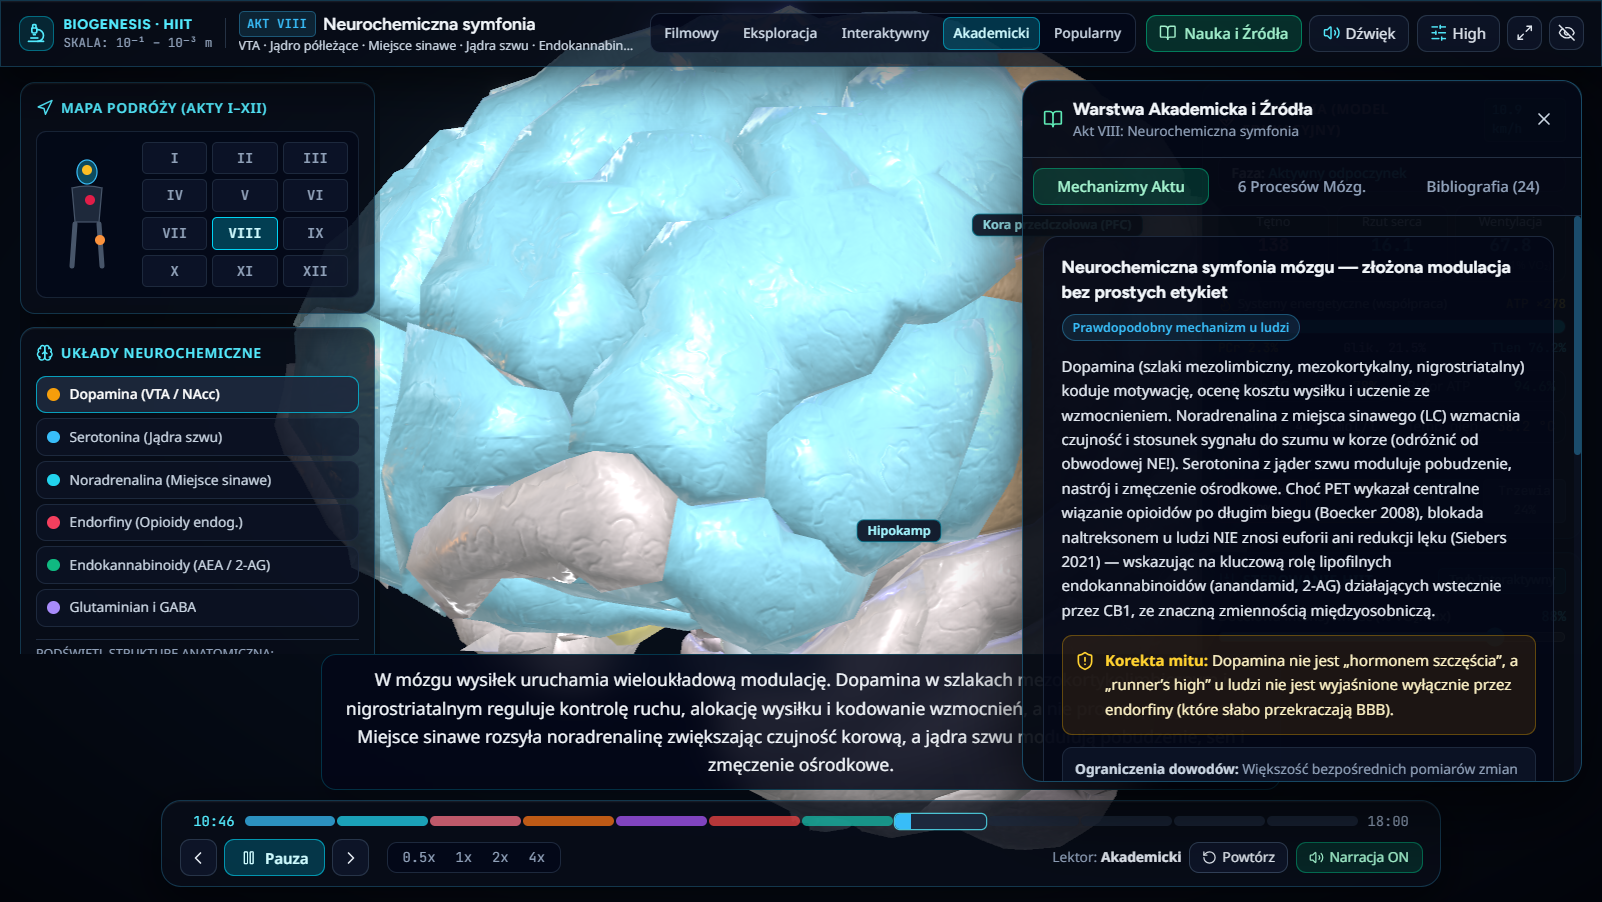 BIOGENESIS · HIIT
SKALA: 10⁻¹ – 10⁻³ m
AKT VIII
Neurochemiczna symfonia
VTA · Jądro półleżące · Miejsce sinawe · Jądra szwu · Endokannabin...
Filmowy
Eksploracja
Interaktywny
Akademicki
Popularny
Nauka i Źródła
Dźwięk
High
MAPA PODRÓŻY (AKTY I–XII)
I
II
III
IV
V
VI
VII
VIII
IX
X
XI
XII
UKŁADY NEUROCHEMICZNE
Dopamina (VTA / NAcc)
Serotonina (Jądra szwu)
Noradrenalina (Miejsce sinawe)
Endorfiny (Opioidy endog.)
Endokannabinoidy (AEA / 2-AG)
Glutaminian i GABA
PODŚWIETL STRUKTURĘ ANATOMICZNĄ:
Kora przedczołowa (PFC)
Hipokamp
Warstwa Akademicka i Źródła
Akt VIII: Neurochemiczna symfonia
Mechanizmy Aktu
6 Procesów Mózg.
Bibliografia (24)
Neurochemiczna symfonia mózgu — złożona modulacja
bez prostych etykiet
Prawdopodobny mechanizm u ludzi
Dopamina (szlaki mezolimbiczny, mezokortykalny, nigrostriatalny)
koduje motywację, ocenę kosztu wysiłku i uczenie ze
wzmocnieniem. Noradrenalina z miejsca sinawego (LC) wzmacnia
czujność i stosunek sygnału do szumu w korze (odróżnić od
obwodowej NE!). Serotonina z jąder szwu moduluje pobudzenie,
nastrój i zmęczenie ośrodkowe. Choć PET wykazał centralne
wiązanie opioidów po długim biegu (Boecker 2008), blokada
naltreksonem u ludzi NIE znosi euforii ani redukcji lęku (Siebers
2021) — wskazując na kluczową rolę lipofilnych
endokannabinoidów (anandamid, 2-AG) działających wstecznie
przez CB1, ze znaczną zmiennością międzyosobniczą.
Korekta mitu: Dopamina nie jest „hormonem szczęścia”, a
„runner’s high” u ludzi nie jest wyjaśnione wyłącznie przez
endorfiny (które słabo przekraczają BBB).
Ograniczenia dowodów: Większość bezpośrednich pomiarów zmian
W mózgu wysiłek uruchamia wieloukładową modulację. Dopamina w szlakach
nigrostriatalnym reguluje kontrolę ruchu, alokację wysiłku i kodowanie wzmocnień, a nie
Miejsce sinawe rozsyła noradrenalinę zwiększając czujność korową, a jądra szwu modulują pobudzenie, sen i
zmęczenie ośrodkowe.
10:46
18:00
Pauza
0.5x
1x
2x
4x
Lektor: Akademicki
Powtórz
Narracja ON